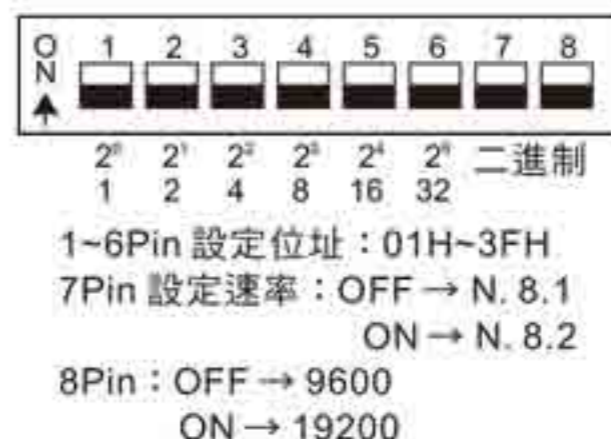 ON ↑ 1 2 3 4 5 6 7 8
2⁰ 2¹ 2² 2³ 2⁴ 2⁵ 二進制
1 2 4 8 16 32
1~6Pin 設定位址：01H~3FH
7Pin 設定速率：OFF → N. 8.1
ON → N. 8.2
8Pin：OFF → 9600
ON → 19200